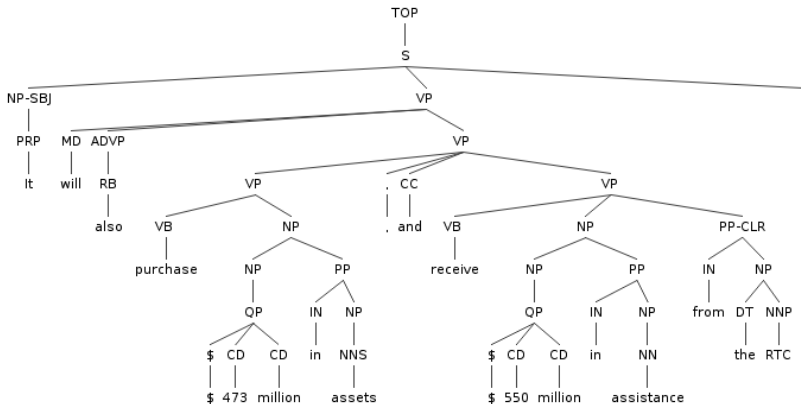 TOP
S
NP-SBJ VP
PRP MD ADVP VP
It will RB VP , CC VP
also VB NP , and VB NP PP-CLR
purchase NP PP receive NP PP IN NP
QP IN NP QP IN NP from DT NNP
$ CD CD in NNS $ CD CD in NN the RTC
$ 473 million assets $ 550 million assistance